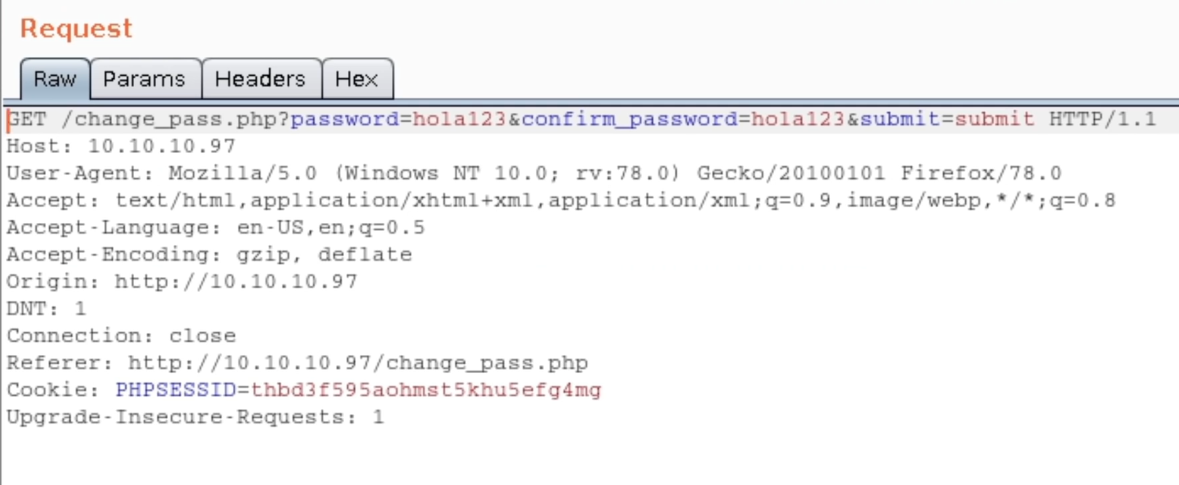 Request
Raw Params Headers Hex
GET /change_pass.php?password=hola123&confirm_password=hola123&submit=submit HTTP/1.1
Host: 10.10.10.97
User-Agent: Mozilla/5.0 (Windows NT 10.0; rv:78.0) Gecko/20100101 Firefox/78.0
Accept: text/html,application/xhtml+xml,application/xml;q=0.9,image/webp,*/*;q=0.8
Accept-Language: en-US,en;q=0.5
Accept-Encoding: gzip, deflate
Origin: http://10.10.10.97
DNT: 1
Connection: close
Referer: http://10.10.10.97/change_pass.php
Cookie: PHPSESSID=thbd3f595aohmst5khu5efg4mg
Upgrade-Insecure-Requests: 1